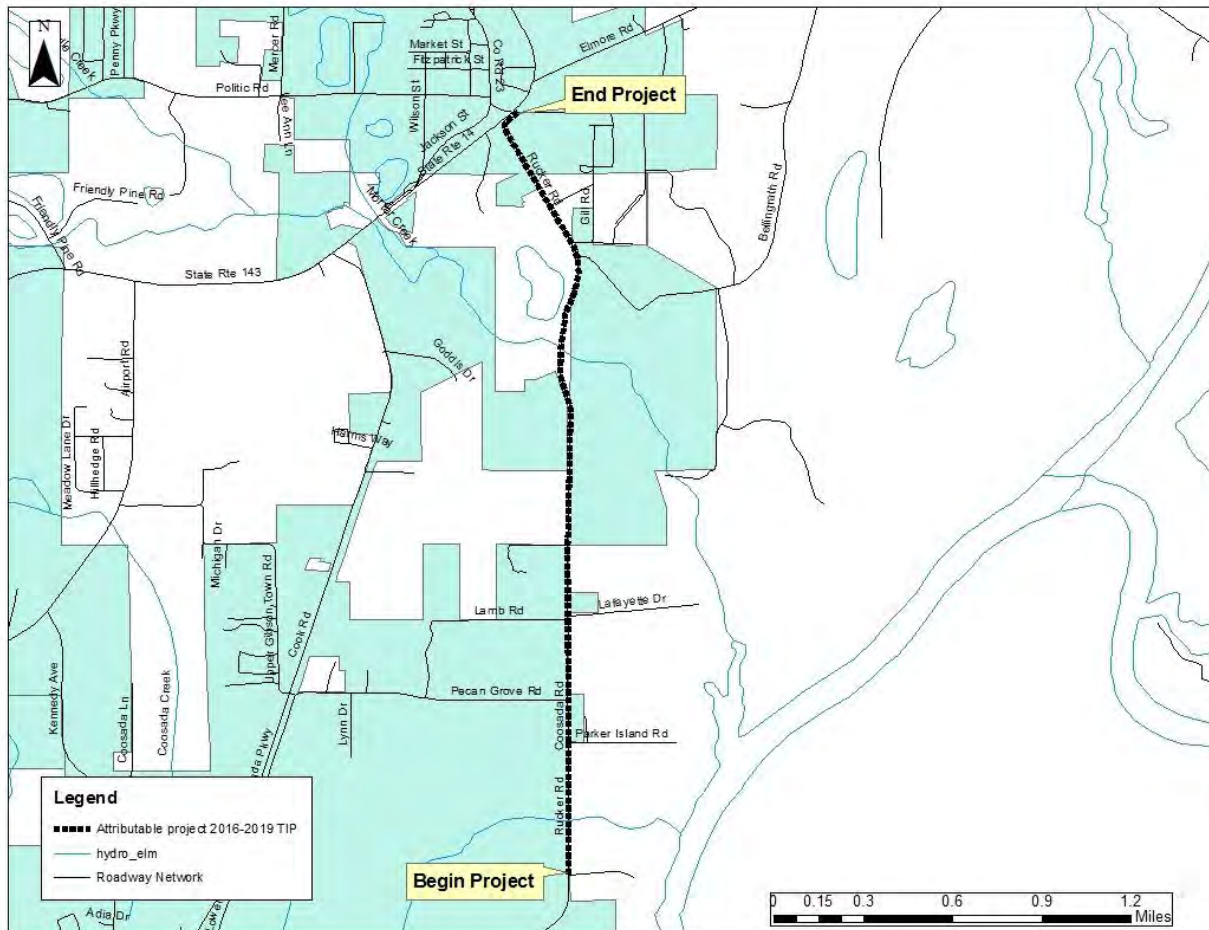 N
Penny Pkwy
Mercer Rd
Market St
Fitzpatrick St
Co Rd 23
Elmore Rd
Politic Rd
Wilson St
End Project
Jackson St
State Rte 14
Rucker Rd
Gill Rd
Friendly Pine Rd
Friendly Pine Rd
Bellingrath Rd
State Rte 143
Airport Rd
Goddis Dr
Harms Way
Meadow Lane Dr
Hillhedge Rd
Michigan Dr
Upper Gibson Town Rd
Cook Rd
Lamb Rd
Lafayette Dr
Kennedy Ave
Coosada Ln
Coosada Creek
Pecan Grove Rd
Lynn Dr
Coosada Rd
Parker Island Rd
Rucker Rd
Legend
Attributable project 2016-2019 TIP
hydro_elm
Roadway Network
Begin Project
Adia Dr
0 0.15 0.3 0.6 0.9 1.2
Miles